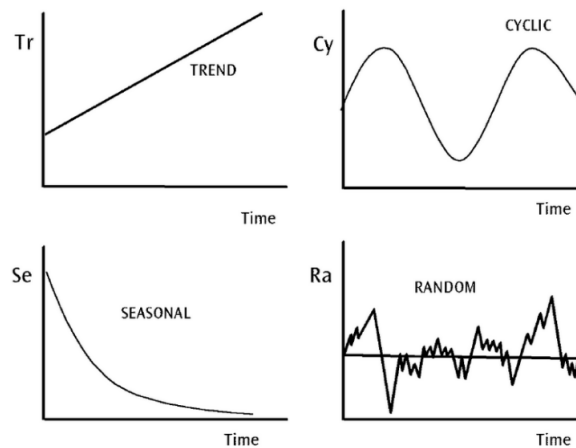 Tr
TREND
Time
Cy
CYCLIC
Time
Se
SEASONAL
Time
Ra
RANDOM
Time